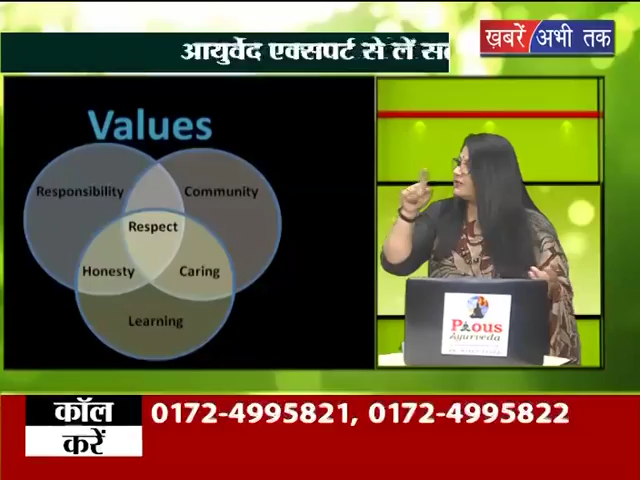 आयुर्वेद एक्सपर्ट से लें
ख़बरें अभी तक
Values
Responsibility
Community
Respect
Honesty
Caring
Learning
Pious
Ayurveda
कॉल
करें
0172-4995821, 0172-4995822